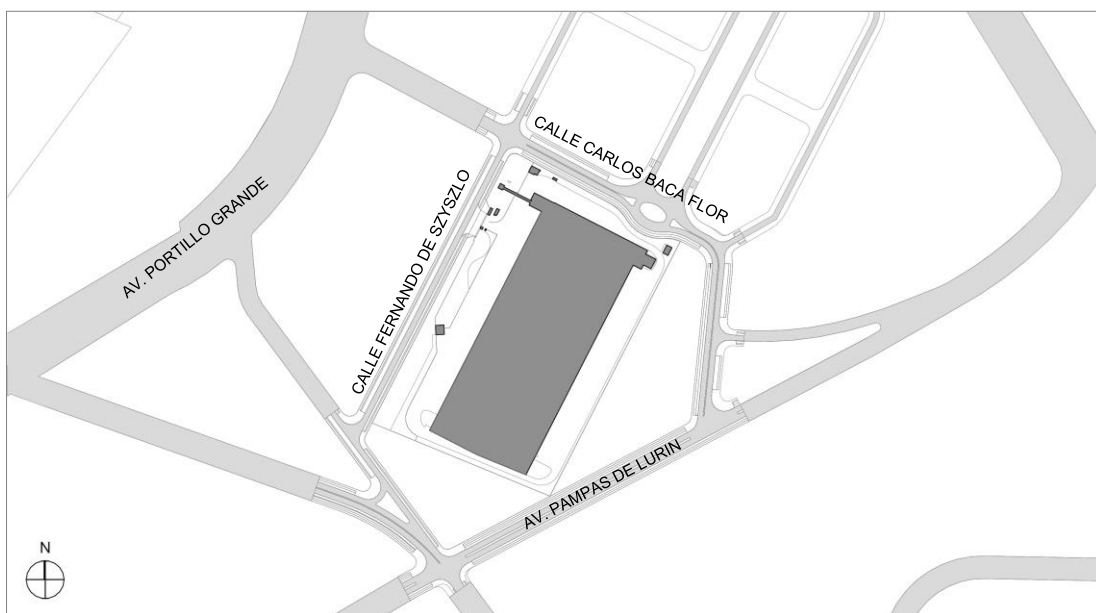 CALLE CARLOS BACA FLOR
AV. PORTILLO GRANDE
CALLE FERNANDO DE SZYSZLO
AV. PAMPAS DE LURIN
N